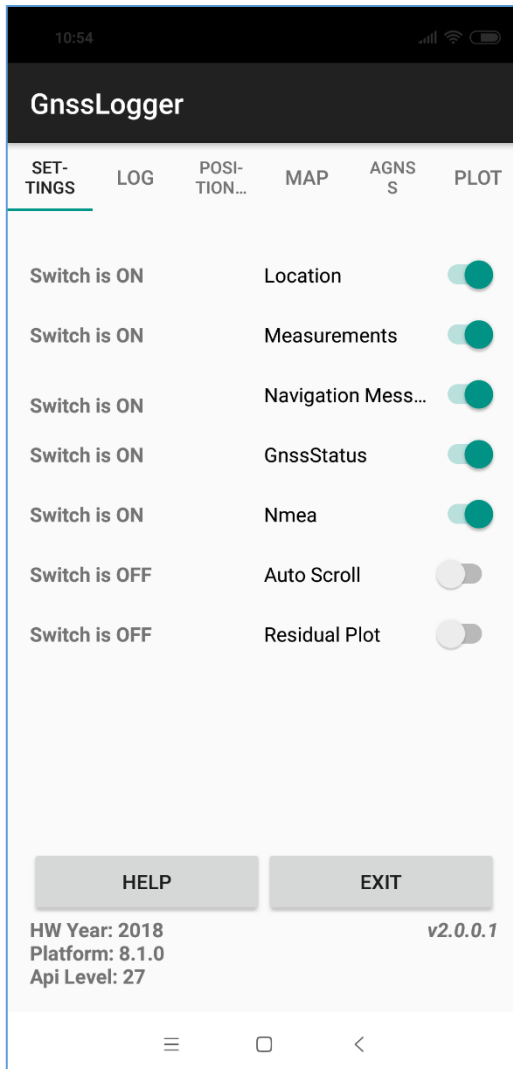 10:54
GnssLogger
SET-
TINGS
LOG
POSI-
TION...
MAP
AGNS
S
PLOT
Switch is ON Location
Switch is ON Measurements
Switch is ON Navigation Mess...
Switch is ON GnssStatus
Switch is ON Nmea
Switch is OFF Auto Scroll
Switch is OFF Residual Plot
HELP EXIT
HW Year: 2018 v2.0.0.1
Platform: 8.1.0
Api Level: 27